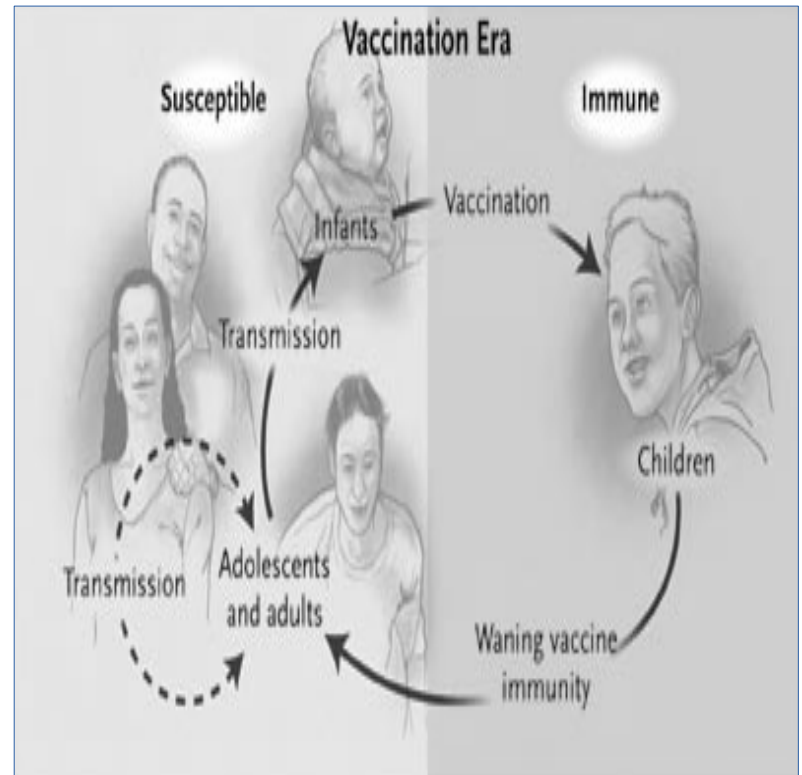 Vaccination Era
Susceptible
Immune
Infants
Vaccination
Transmission
Children
Transmission
Adolescents
and adults
Waning vaccine
immunity